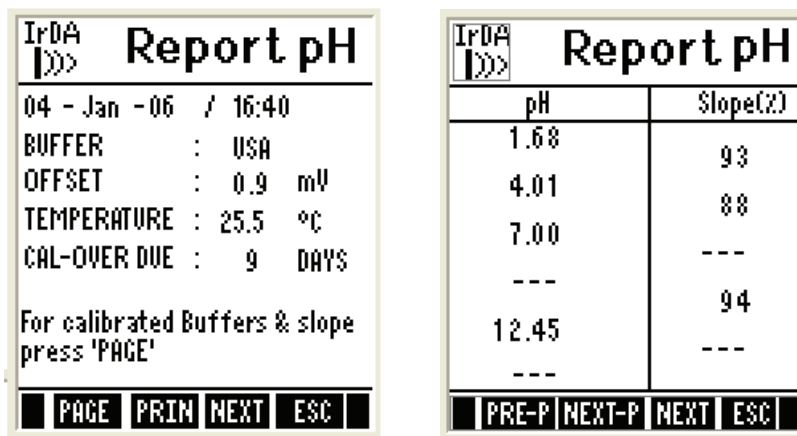 IrDA
Report pH
04 - Jan - 06 / 16:40
BUFFER : USA
OFFSET : 0.9 mV
TEMPERATURE : 25.5 °C
CAL-OVER DUE : 9 DAYS
For calibrated Buffers & slope
press 'PAGE'
PAGE PRIN NEXT ESC
IrDA
Report pH
pH Slope(%)
1.68
93
4.01
88
7.00
---
---
94
12.45
---
---
PRE-P NEXT-P NEXT ESC